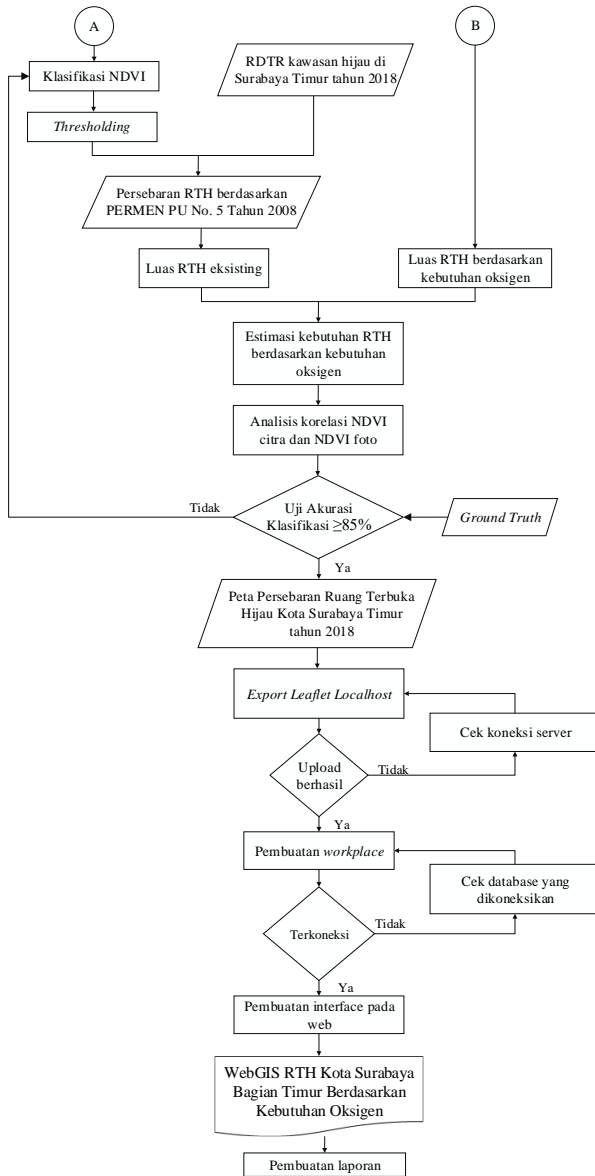 A
B
Klasifikasi NDVI
RDTR kawasan hijau di
Surabaya Timur tahun 2018
Thresholding
Persebaran RTH berdasarkan
PERMEN PU No. 5 Tahun 2008
Luas RTH eksisting
Luas RTH berdasarkan
kebutuhan oksigen
Estimasi kebutuhan RTH
berdasarkan kebutuhan
oksigen
Analisis korelasi NDVI
citra dan NDVI foto
Tidak
Uji Akurasi
Klasifikasi ≥85%
Ground Truth
Ya
Peta Persebaran Ruang Terbuka
Hijau Kota Surabaya Timur
tahun 2018
Export Leaflet Localhost
Cek koneksi server
Upload
berhasil
Tidak
Ya
Pembuatan workplace
Cek database yang
dikoneksikan
Terkoneksi
Tidak
Ya
Pembuatan interface pada
web
WebGIS RTH Kota Surabaya
Bagian Timur Berdasarkan
Kebutuhan Oksigen
Pembuatan laporan